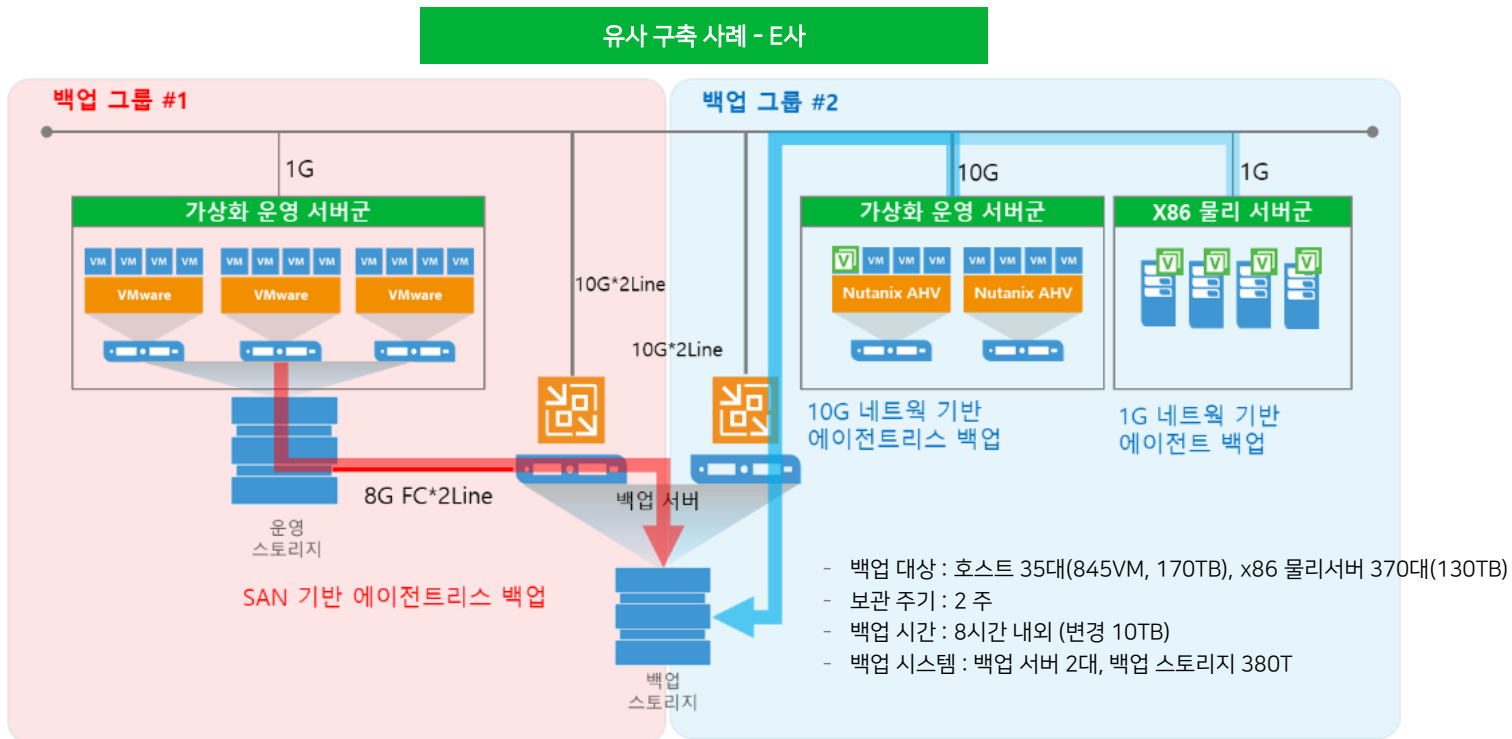 유사 구축 사례 - E사
백업 그룹 #1
백업 그룹 #2
1G
10G
1G
가상화 운영 서버군
가상화 운영 서버군
X86 물리 서버군
VM VM VM VM
VM VM VM VM
VM VM VM VM
V VM VM VM
VM VM VM VM
V V V V
VMware
VMware
VMware
Nutanix AHV
Nutanix AHV
10G*2Line
10G*2Line
10G 네트웍 기반
에이전트리스 백업
1G 네트웍 기반
에이전트 백업
8G FC*2Line
백업 서버
운영
스토리지
SAN 기반 에이전트리스 백업
백업
스토리지
- 백업 대상 : 호스트 35대(845VM, 170TB), x86 물리서버 370대(130TB)
- 보관 주기 : 2 주
- 백업 시간 : 8시간 내외 (변경 10TB)
- 백업 시스템 : 백업 서버 2대, 백업 스토리지 380T